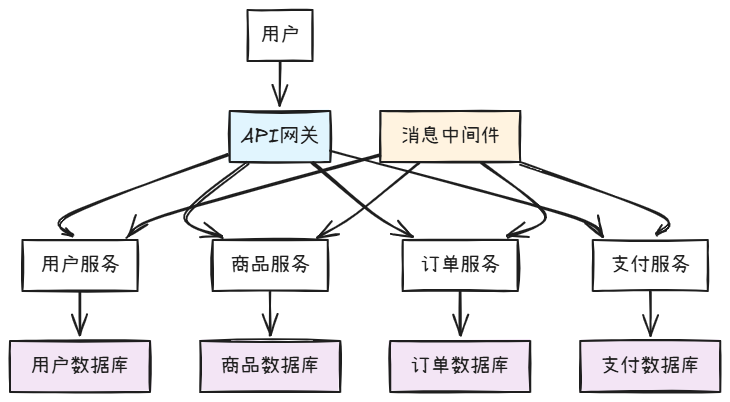 用户
API网关
消息中间件
用户服务
商品服务
订单服务
支付服务
用户数据库
商品数据库
订单数据库
支付数据库